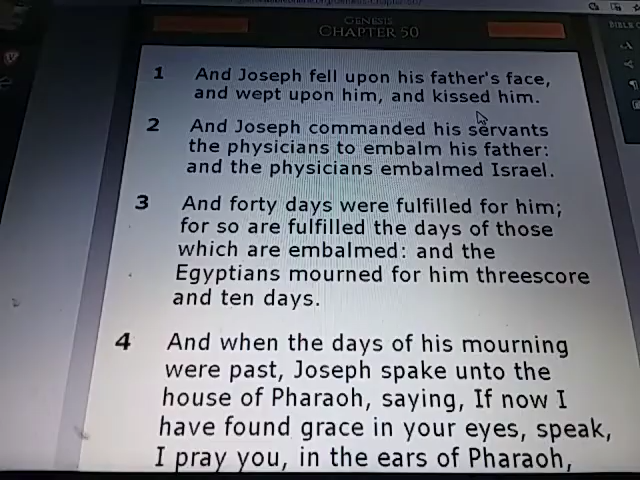 GENESIS
CHAPTER 50
1 And Joseph fell upon his father's face,
and wept upon him, and kissed him.
2 And Joseph commanded his servants
the physicians to embalm his father:
and the physicians embalmed Israel.
3 And forty days were fulfilled for him;
for so are fulfilled the days of those
which are embalmed: and the
Egyptians mourned for him threescore
and ten days.
4 And when the days of his mourning
were past, Joseph spake unto the
house of Pharaoh, saying, If now I
have found grace in your eyes, speak,
I pray you, in the ears of Pharaoh,